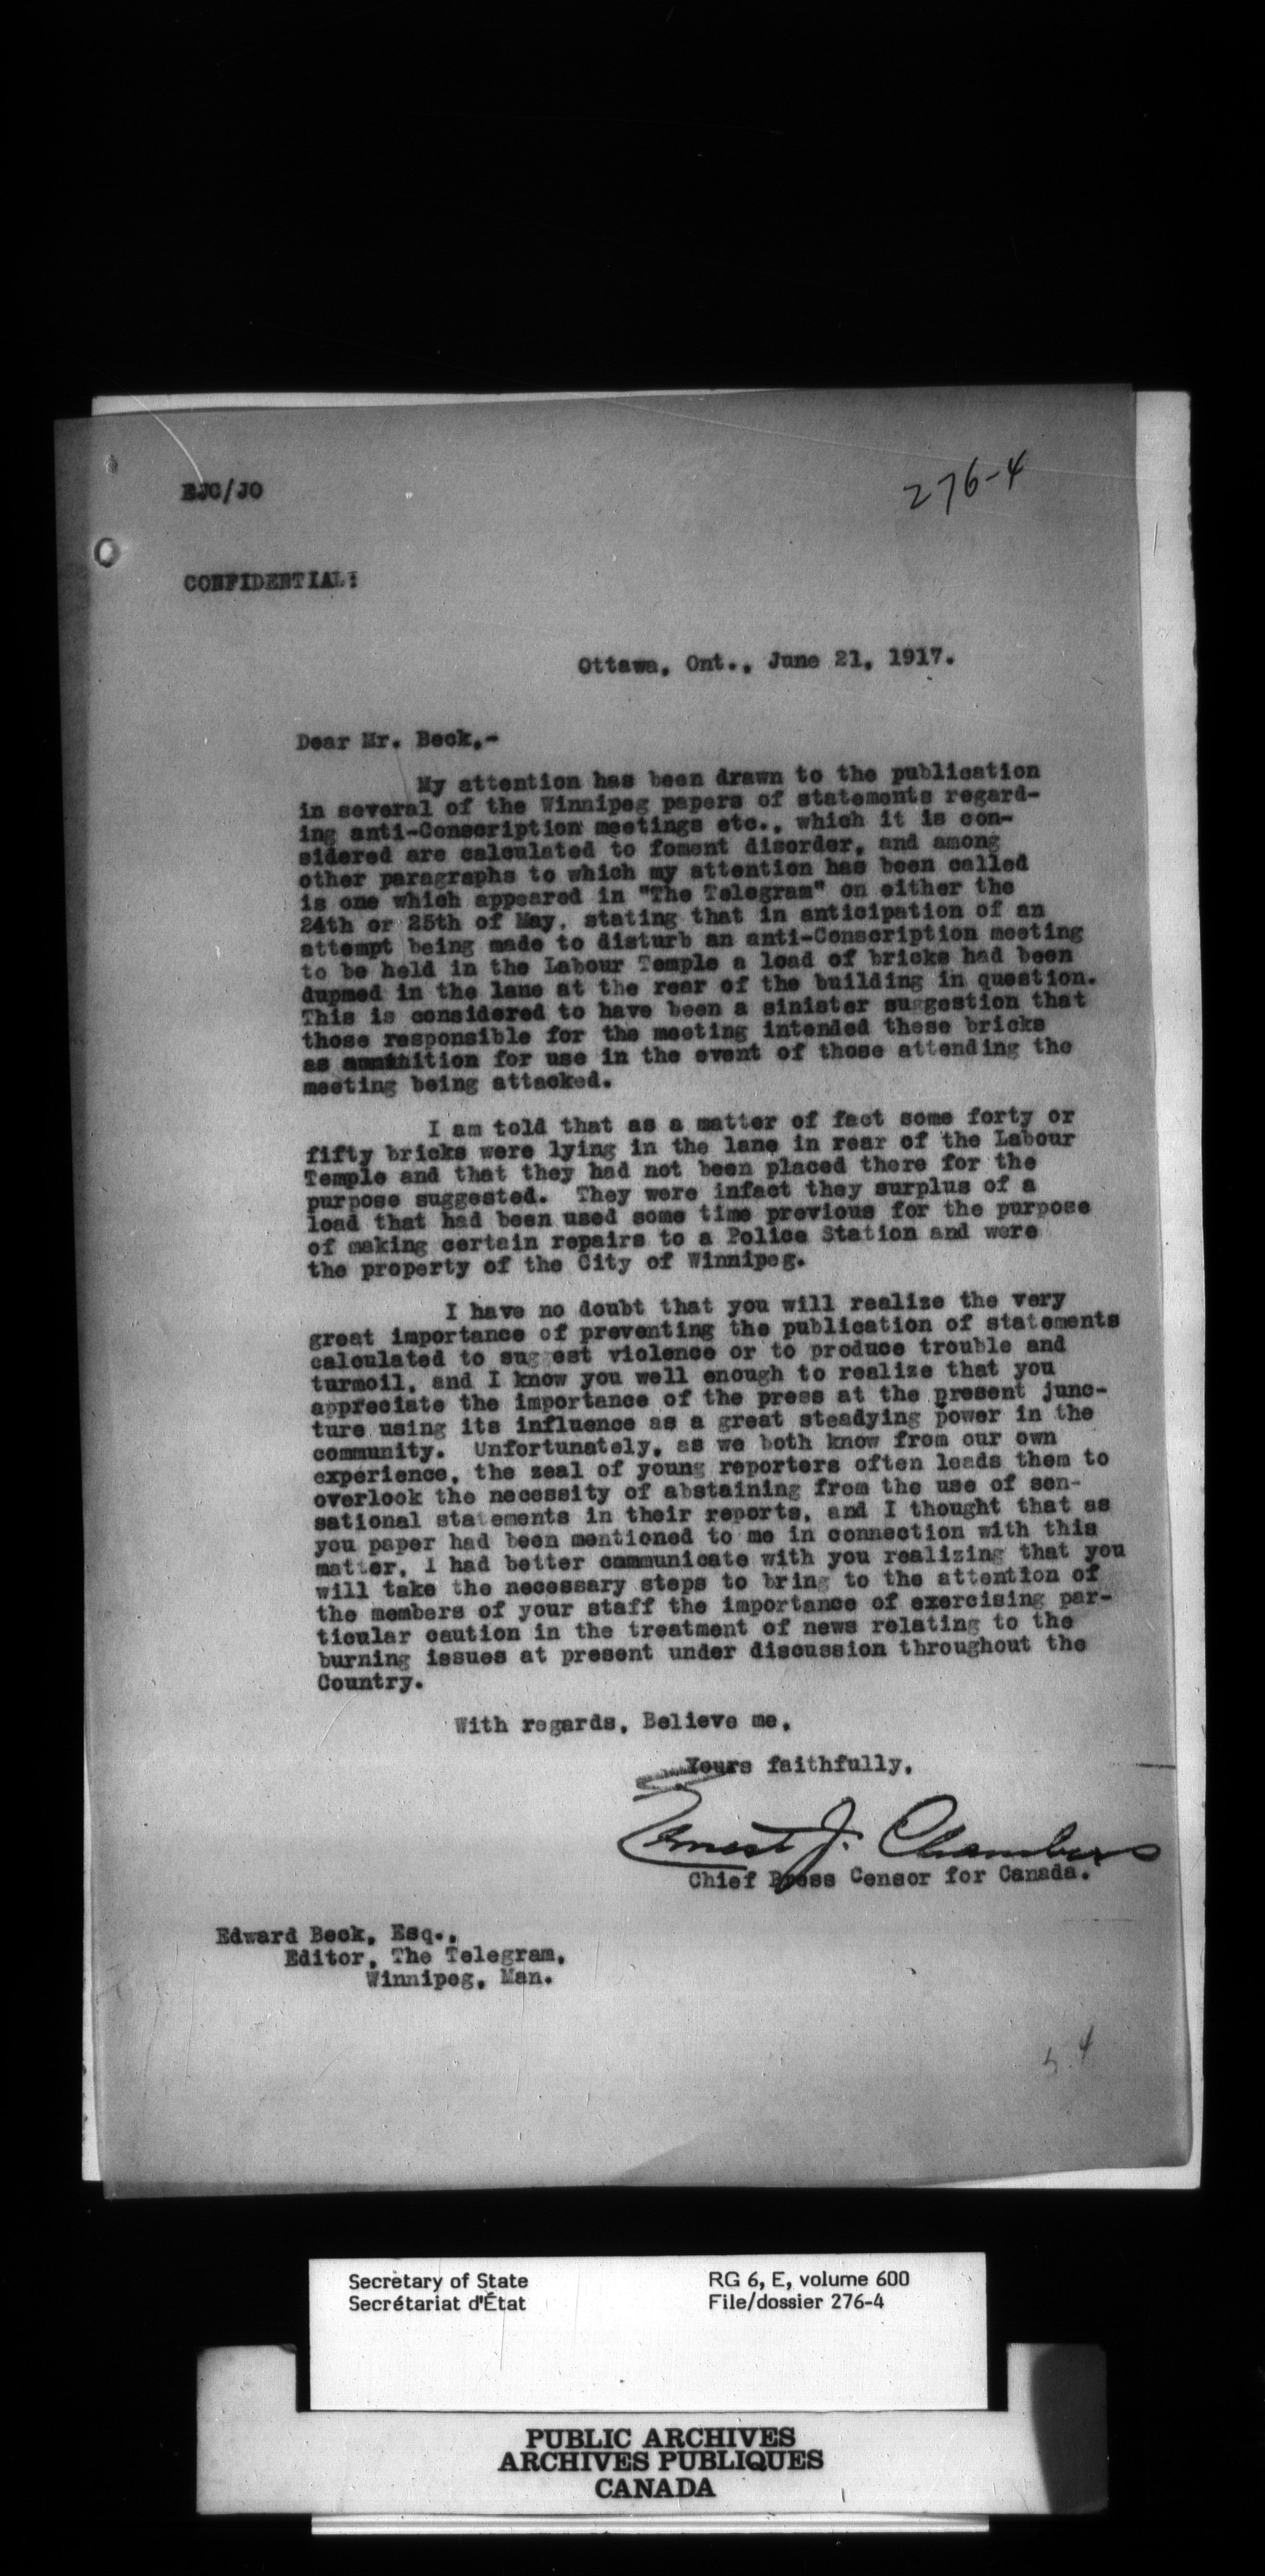 EJC/JO
276-4
CONFIDENTIAL:
Ottawa, Ont., June 21, 1917.
Dear Mr. Beck,-
My attention has been drawn to the publication
in several of the Winnipeg papers of statements regard-
ing anti-Conscription meetings etc., which it is con-
sidered are calculated to foment disorder, and among
other paragraphs to which my attention has been called
is one which appeared in "The Telegram" on either the
24th or 25th of May, stating that in anticipation of an
attempt being made to disturb an anti-Conscription meeting
to be held in the Labour Temple a load of bricks had been
dupmed in the lane at the rear of the building in question.
This is considered to have been a sinister suggestion that
those responsible for the meeting intended these bricks
as ammunition for use in the event of those attending the
meeting being attacked.
I am told that as a matter of fact some forty or
fifty bricks were lying in the lane in rear of the Labour
Temple and that they had not been placed there for the
purpose suggested. They were infact they surplus of a
load that had been used some time previous for the purpose
of making certain repairs to a Police Station and were
the property of the City of Winnipeg.
I have no doubt that you will realize the very
great importance of preventing the publication of statements
calculated to suggest violence or to produce trouble and
turmoil, and I know you well enough to realize that you
appreciate the importance of the press at the present junc-
ture using its influence as a great steadying power in the
community. Unfortunately, as we both know from our own
experience, the zeal of young reporters often leads them to
overlook the necessity of abstaining from the use of sen-
sational statements in their reports, and I thought that as
you paper had been mentioned to me in connection with this
matter, I had better communicate with you realizing that you
will take the necessary steps to bring to the attention of
the members of your staff the importance of exercising par-
ticular caution in the treatment of news relating to the
burning issues at present under discussion throughout the
Country.
With regards, Believe me,
Yours faithfully,
Ernest J. Chambers
Chief Press Censor for Canada.
Edward Beck, Esq.,
Editor, The Telegram,
Winnipeg, Man.
Secretary of State
Secrétariat d'État
RG 6, E, volume 600
File/dossier 276-4
PUBLIC ARCHIVES
ARCHIVES PUBLIQUES
CANADA